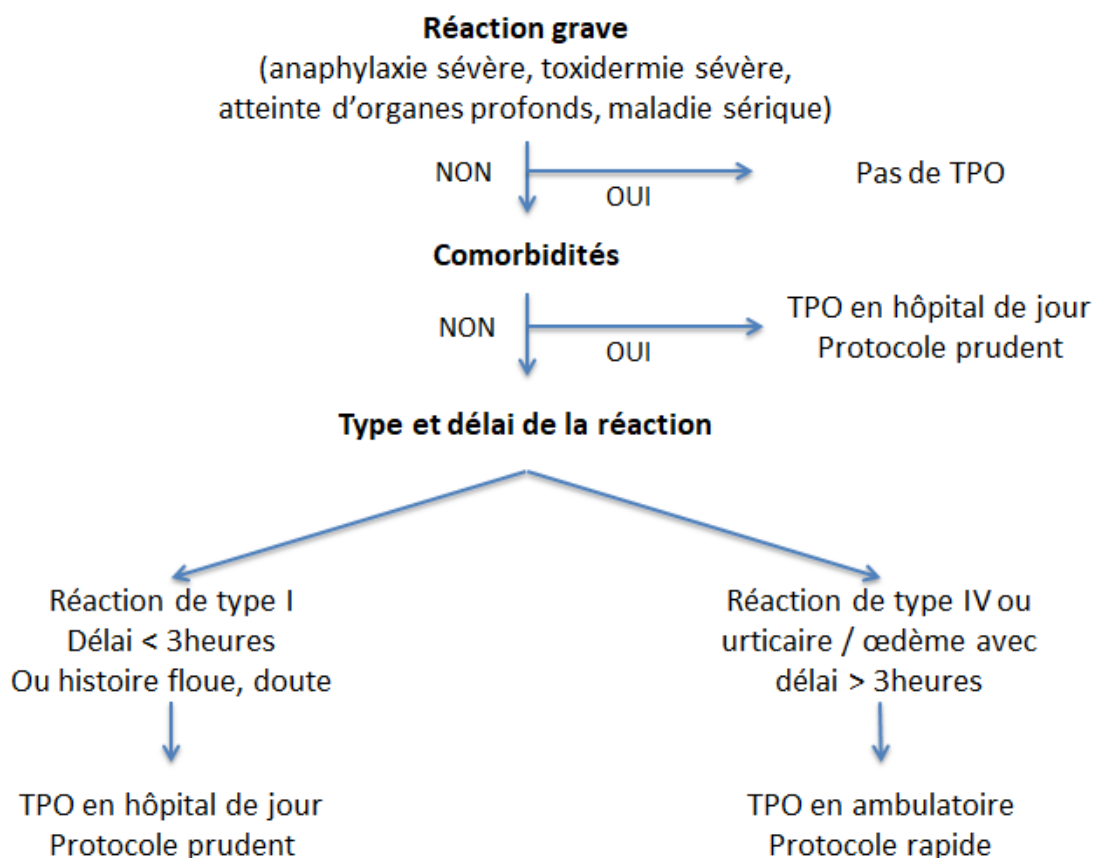 Réaction grave
(anaphylaxie sévère, toxidermie sévère,
atteinte d'organes profonds, maladie sérique)
NON
OUI
Pas de TPO
Comorbidités
NON
OUI
TPO en hôpital de jour
Protocole prudent
Type et délai de la réaction
Réaction de type I
Délai < 3heures
Ou histoire floue, doute
Réaction de type IV ou
urticaire / œdème avec
délai > 3heures
TPO en hôpital de jour
Protocole prudent
TPO en ambulatoire
Protocole rapide